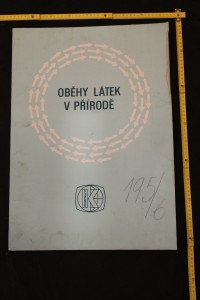 OBĚHY LÁTEK
V PŘÍRODĚ
195/6